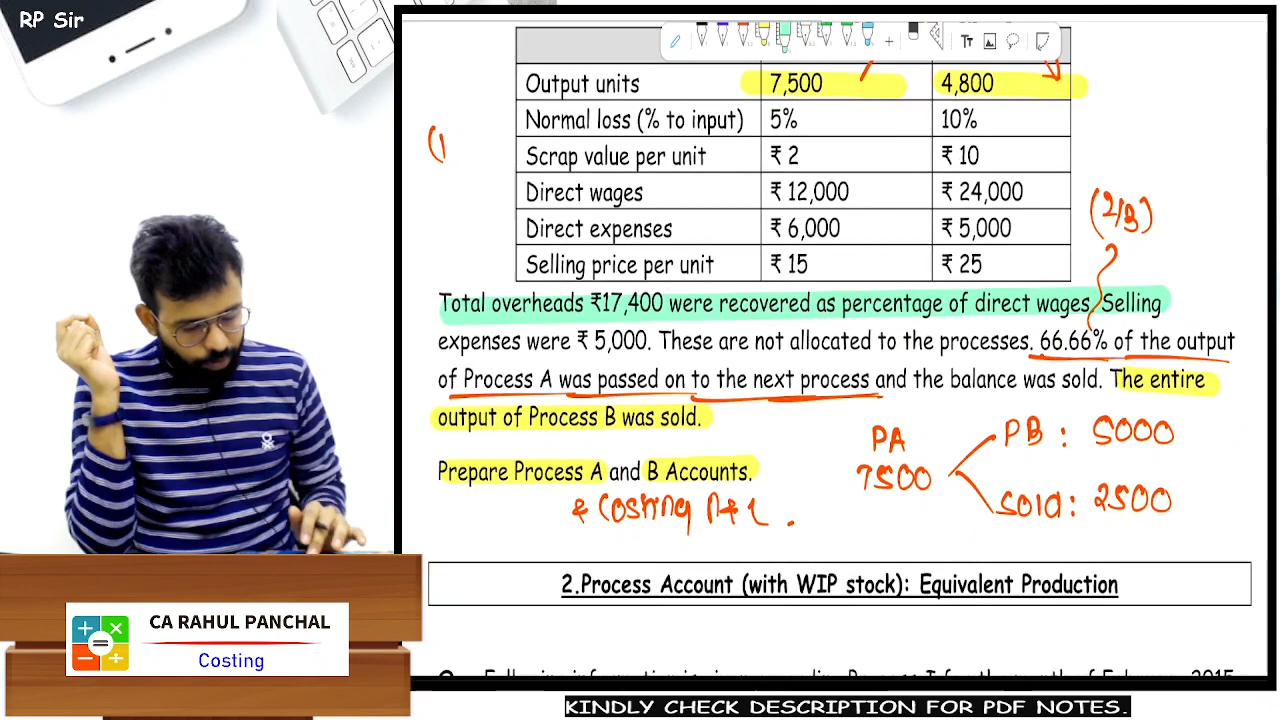 RP Sir
Output units 7,500 4,800
Normal loss (% to input) 5% 10%
Scrap value per unit ₹ 2 ₹ 10
Direct wages ₹ 12,000 ₹ 24,000
(2/3)
Direct expenses ₹ 6,000 ₹ 5,000
Selling price per unit ₹ 15 ₹ 25
Total overheads ₹17,400 were recovered as percentage of direct wages. Selling
expenses were ₹ 5,000. These are not allocated to the processes. 66.66% of the output
of Process A was passed on to the next process and the balance was sold. The entire
output of Process B was sold.
PA
7500
PB : 5000
Sold : 2500
Prepare Process A and B Accounts.
& Costing P&L.
2.Process Account (with WIP stock): Equivalent Production
CA RAHUL PANCHAL
Costing
KINDLY CHECK DESCRIPTION FOR PDF NOTES.